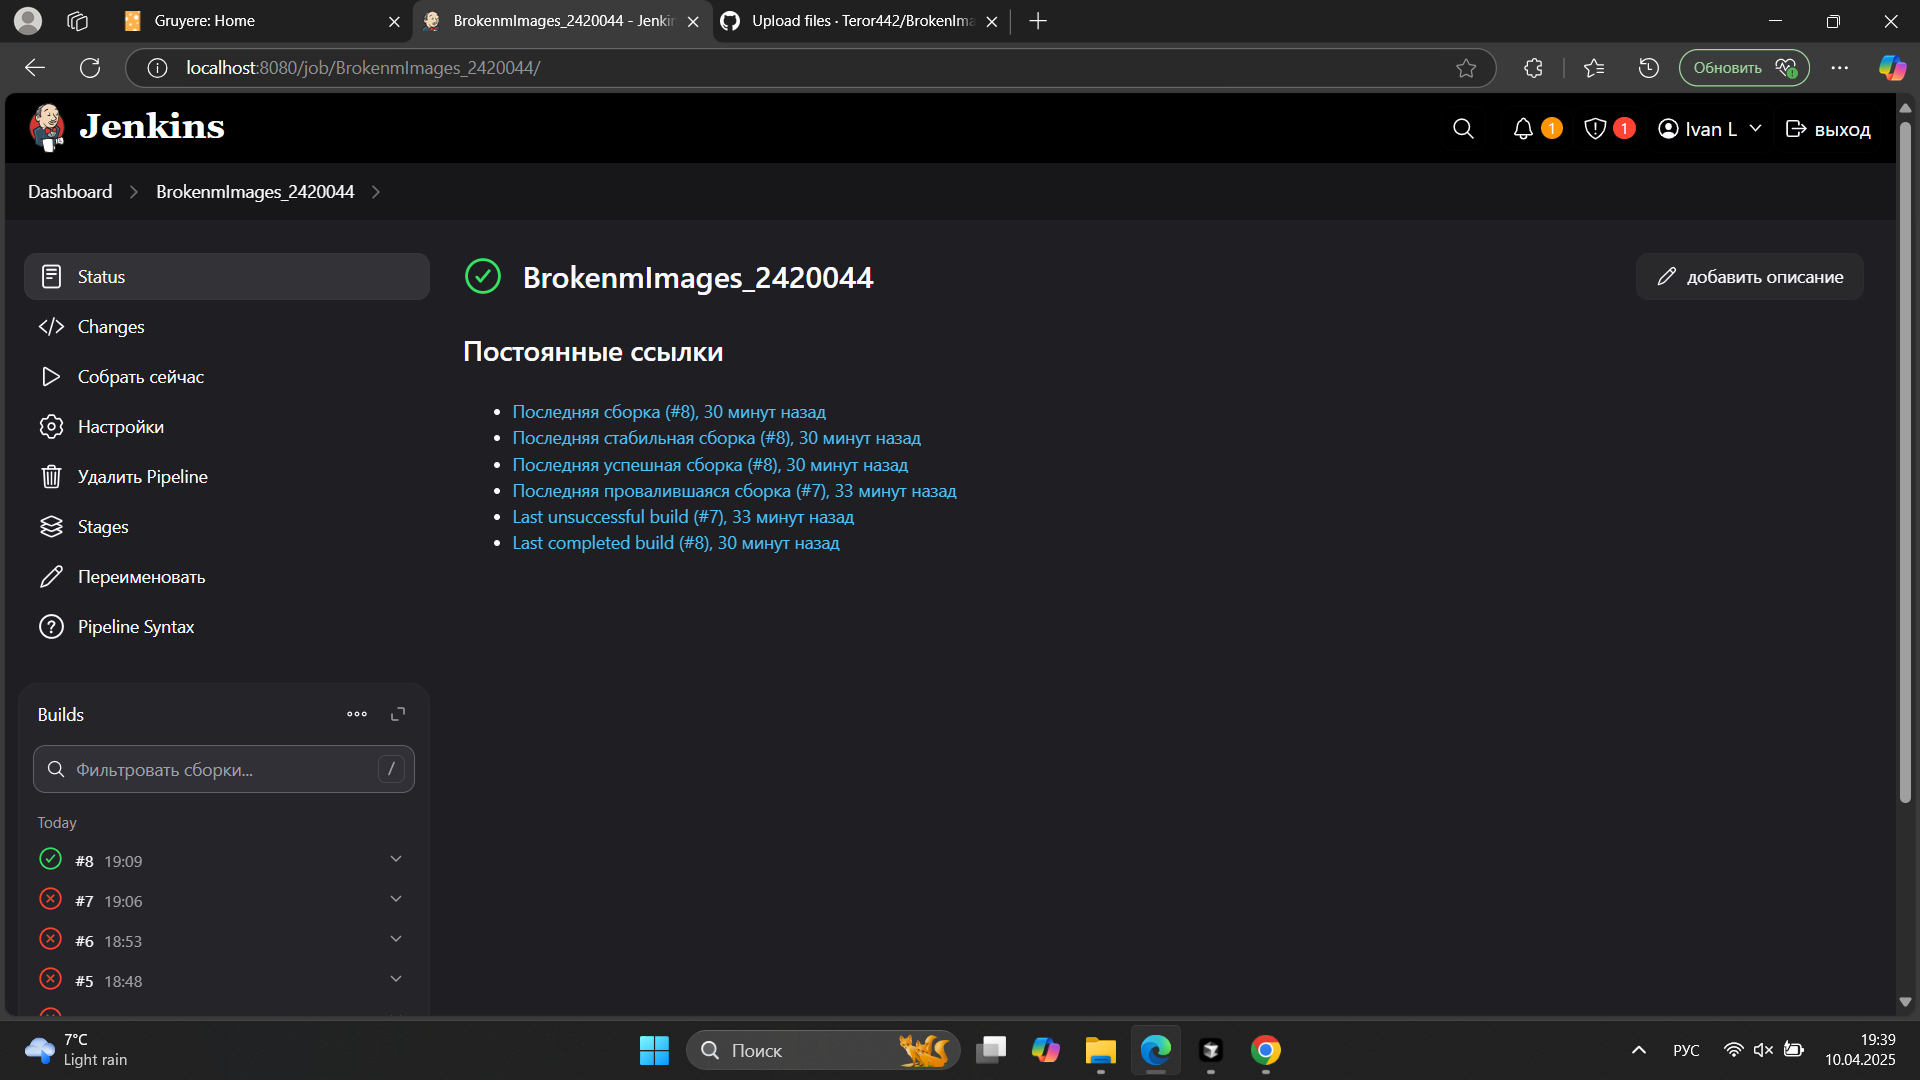 Gruyere: Home
BrokenmImages_2420044 - Jenki
Upload files · Teror442/BrokenIma
localhost:8080/job/BrokenmImages_2420044/
Обновить
Jenkins
1
1
Ivan L
выход
Dashboard
BrokenmImages_2420044
Status
Changes
Собрать сейчас
Настройки
Удалить Pipeline
Stages
Переименовать
Pipeline Syntax
BrokenmImages_2420044
добавить описание
Постоянные ссылки
Последняя сборка (#8), 30 минут назад
Последняя стабильная сборка (#8), 30 минут назад
Последняя успешная сборка (#8), 30 минут назад
Последняя провалившаяся сборка (#7), 33 минут назад
Last unsuccessful build (#7), 33 минут назад
Last completed build (#8), 30 минут назад
Builds
Фильтровать сборки...
/
Today
#8 19:09
#7 19:06
#6 18:53
#5 18:48
7°C
Light rain
Поиск
РУС
19:39
10.04.2025